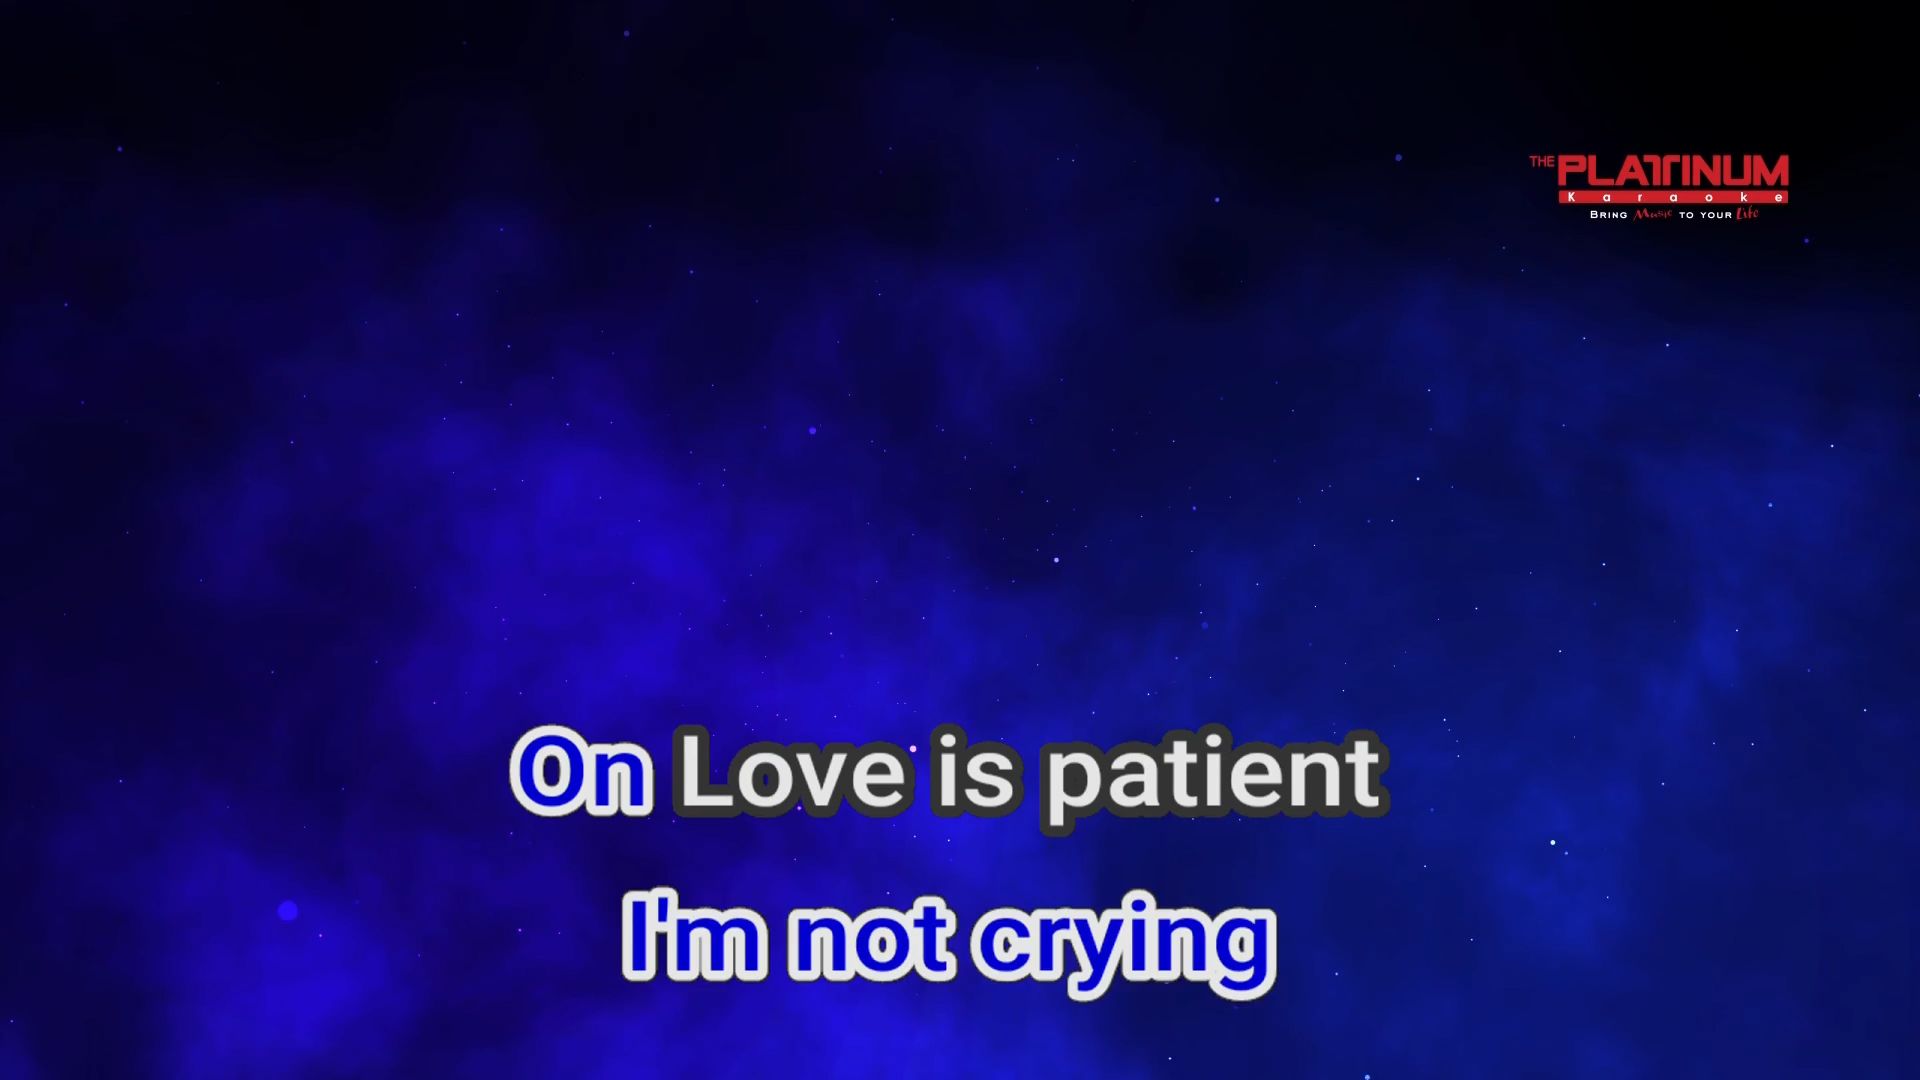 THE PLATINUM
Karaoke
BRING Music TO YOUR Life
On Love is patient
I'm not crying